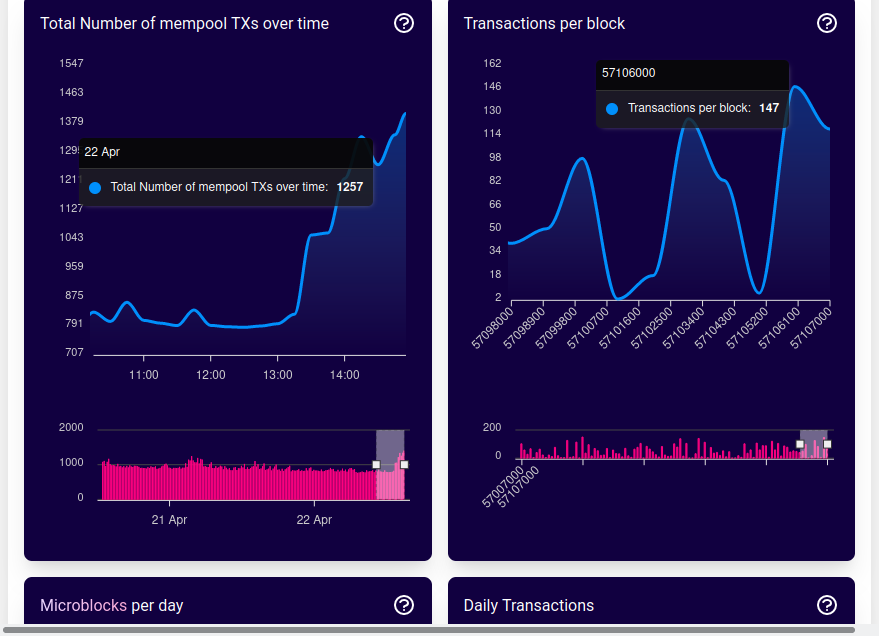 Total Number of mempool TXs over time
1547
1463
1379
1211
1127
1043
959
875
791
707
22 Apr
Total Number of mempool TXs over time: 1257
11:00 12:00 13:00 14:00
2000
1000
0
21 Apr 22 Apr
Transactions per block
162
146
130
114
98
82
66
50
34
18
2
57106000
Transactions per block: 147
57098000 57098900 57099800 57100700 57101600 57102500 57103400 57104300 57105200 57106100 57107000
200
0
57007000
57107000
Microblocks per day
Daily Transactions